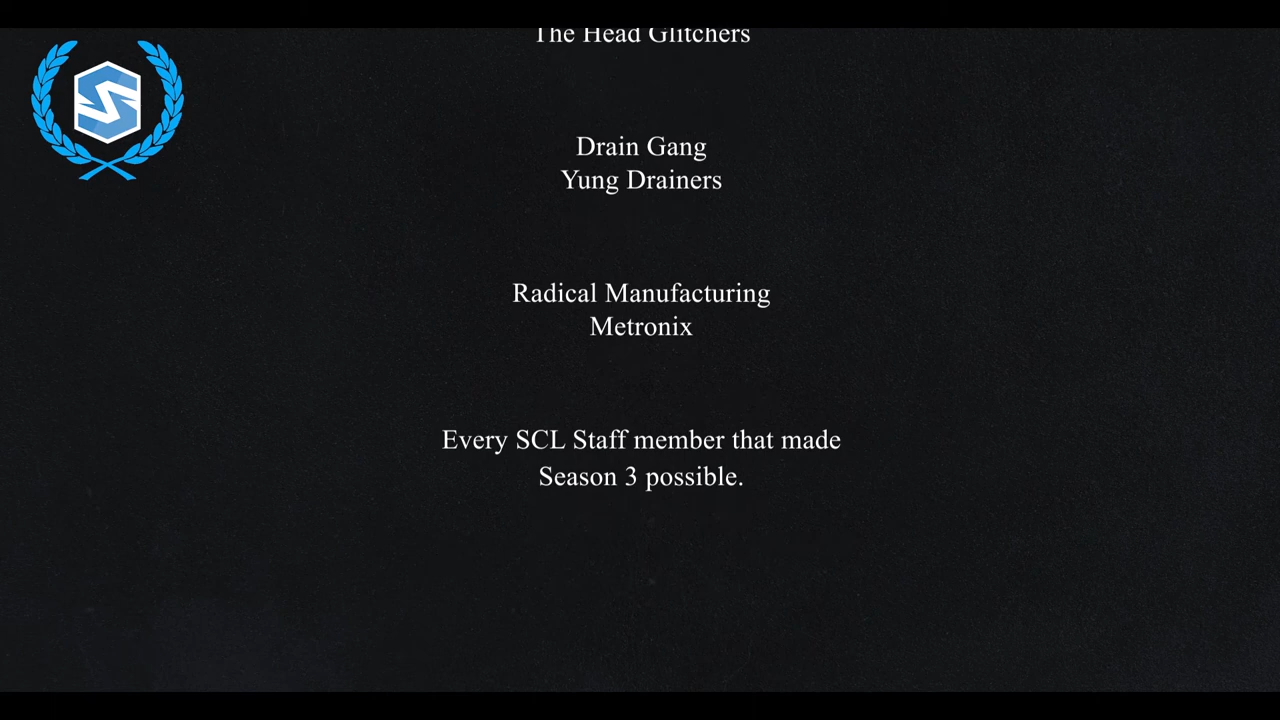 The Head Glitchers
Drain Gang
Yung Drainers
Radical Manufacturing
Metronix
Every SCL Staff member that made
Season 3 possible.